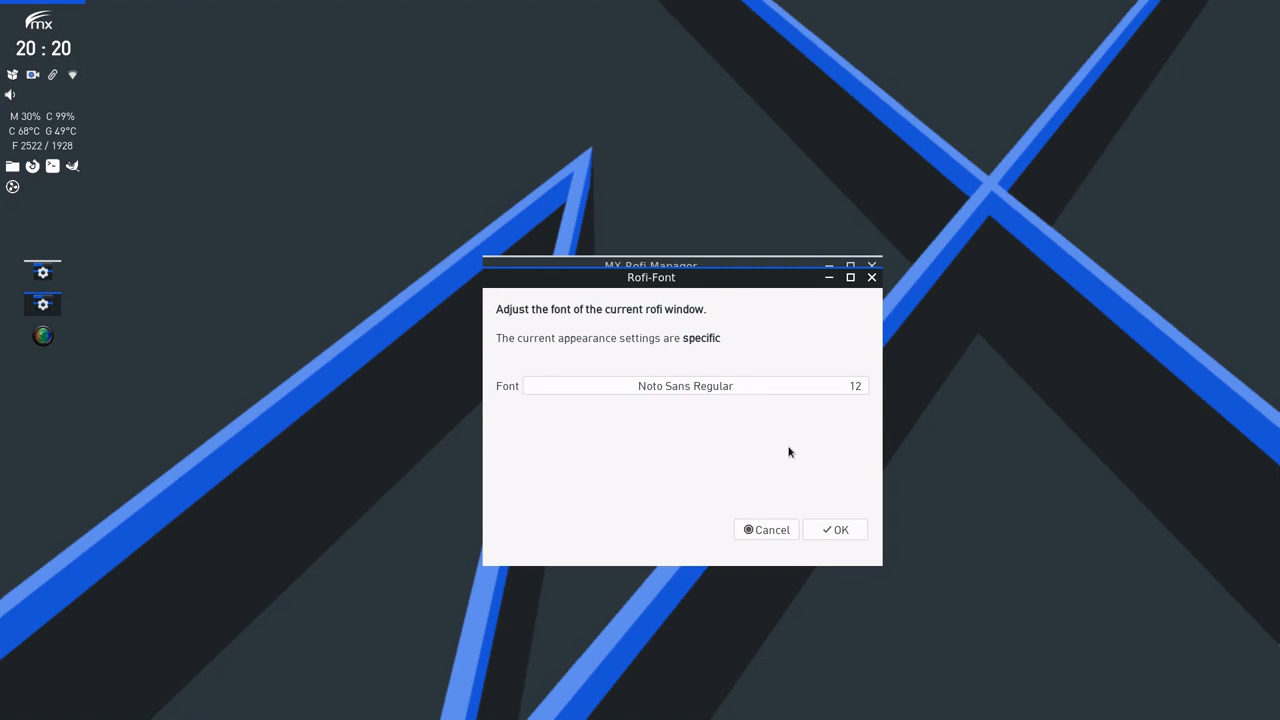 mx
20 : 20
M 30% C 99%
C 68°C G 49°C
F 2522 / 1928
MX Rofi Manager
Rofi-Font
Adjust the font of the current rofi window.
The current appearance settings are specific
Font Noto Sans Regular 12
Cancel OK